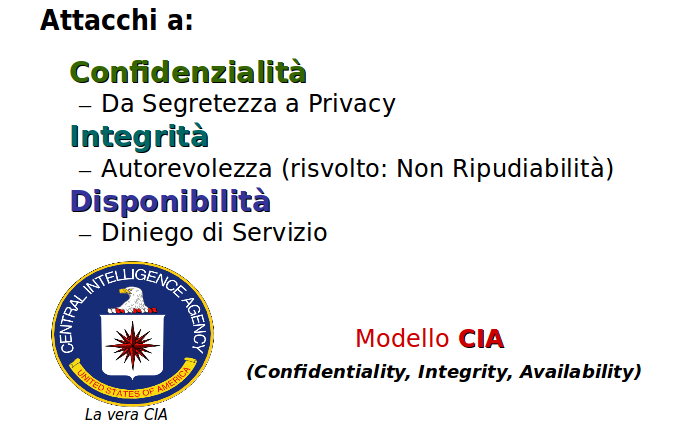 Attacchi a:
Confidenzialità
– Da Segretezza a Privacy
Integrità
– Autorevolezza (risvolto: Non Ripudiabilità)
Disponibilità
– Diniego di Servizio
CENTRAL INTELLIGENCE AGENCY
UNITED STATES OF AMERICA
La vera CIA
Modello CIA
(Confidentiality, Integrity, Availability)